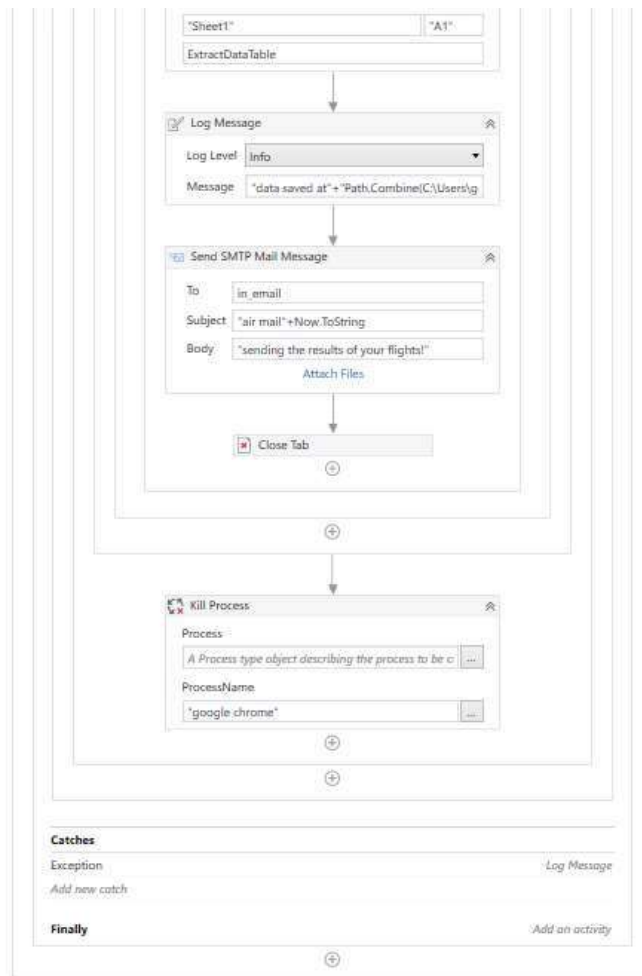 "Sheet1" "A1"
ExtractDataTable
Log Message
Log Level Info
Message "data saved at"+"Path.Combine(C:\Users\g
Send SMTP Mail Message
To in_email
Subject "air mail"+Now.ToString
Body "sending the results of your flights!"
Attach Files
Close Tab
Kill Process
Process
A Process type object describing the process to be c ...
ProcessName
"google chrome" ...
Catches
Exception Log Message
Add new catch
Finally Add an activity